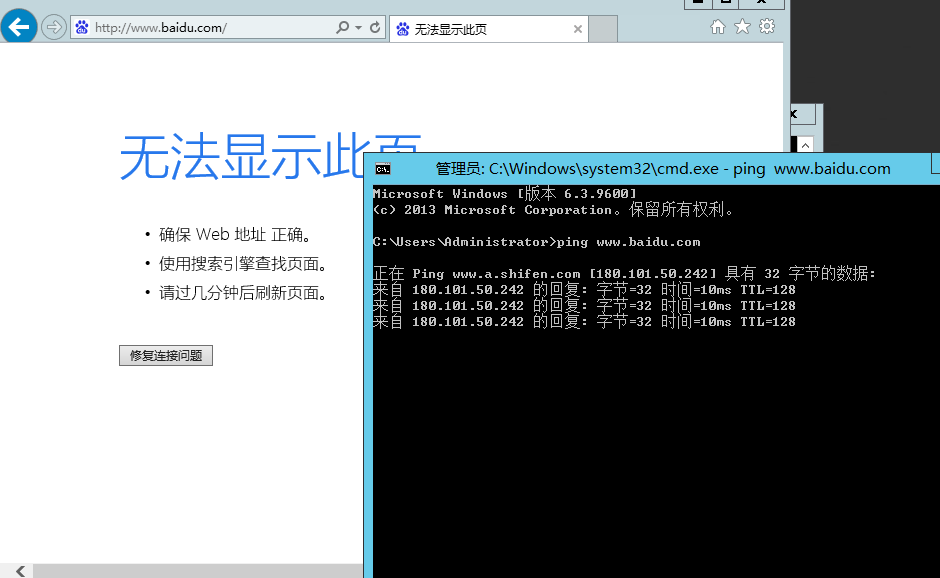 http://www.baidu.com/
无法显示此页
无法显示此页
• 确保 Web 地址 正确。
• 使用搜索引擎查找页面。
• 请过几分钟后刷新页面。
修复连接问题
管理员: C:\Windows\system32\cmd.exe - ping www.baidu.com
Microsoft Windows [版本 6.3.9600]
(c) 2013 Microsoft Corporation。保留所有权利。
C:\Users\Administrator>ping www.baidu.com
正在 Ping www.a.shifen.com [180.101.50.242] 具有 32 字节的数据:
来自 180.101.50.242 的回复: 字节=32 时间=10ms TTL=128
来自 180.101.50.242 的回复: 字节=32 时间=10ms TTL=128
来自 180.101.50.242 的回复: 字节=32 时间=10ms TTL=128